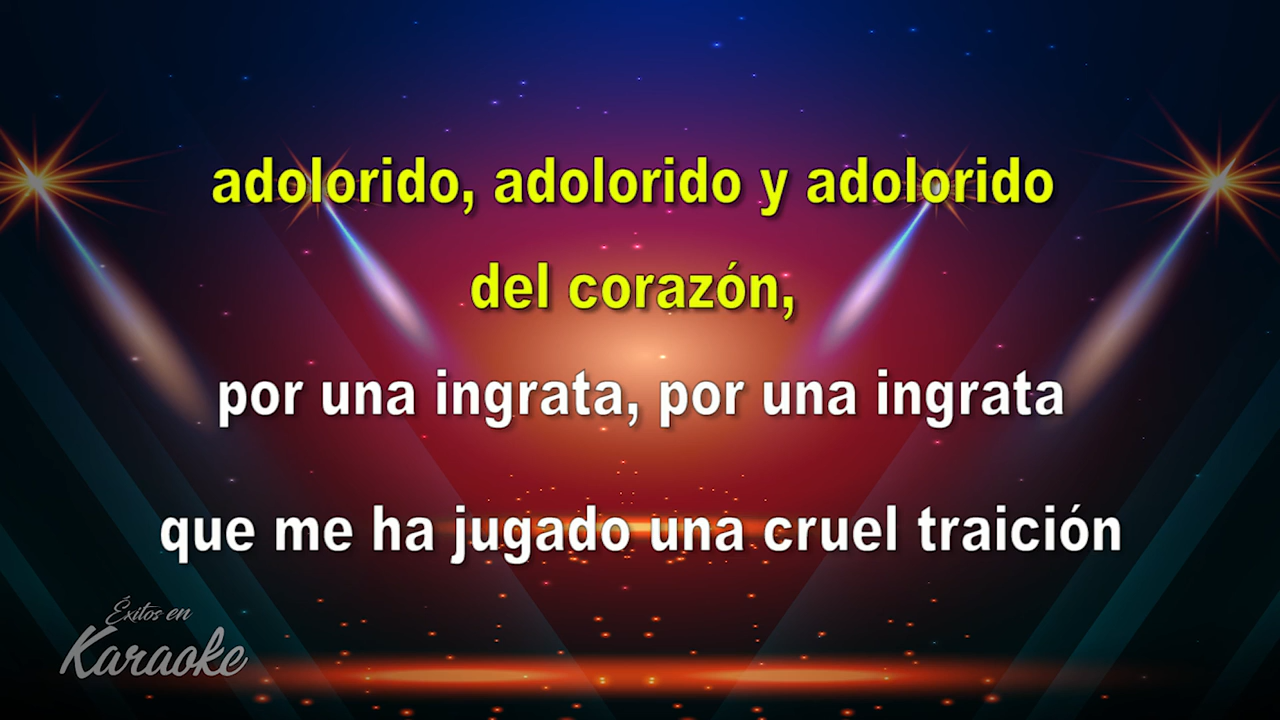 adolorido, adolorido y adolorido
del corazón,
por una ingrata, por una ingrata
que me ha jugado una cruel traición
Éxitos en
Karaoke